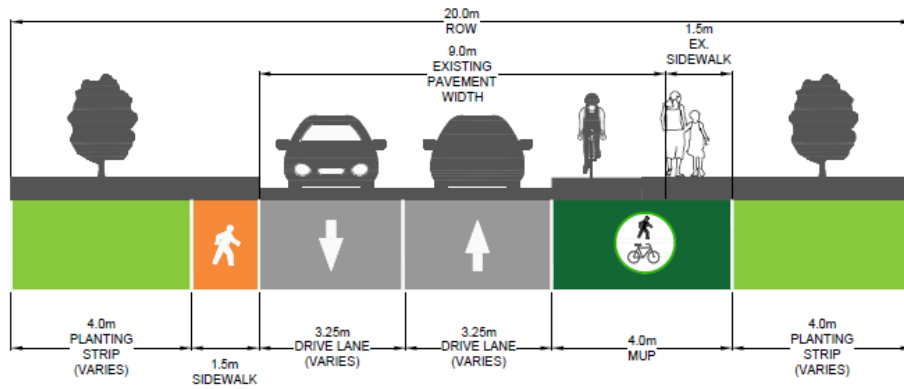 20.0m
ROW
1.5m
EX.
SIDEWALK
9.0m
EXISTING
PAVEMENT
WIDTH
4.0m
PLANTING
STRIP
(VARIES)
1.5m
SIDEWALK
3.25m
DRIVE LANE
(VARIES)
3.25m
DRIVE LANE
(VARIES)
4.0m
MUP
4.0m
PLANTING
STRIP
(VARIES)